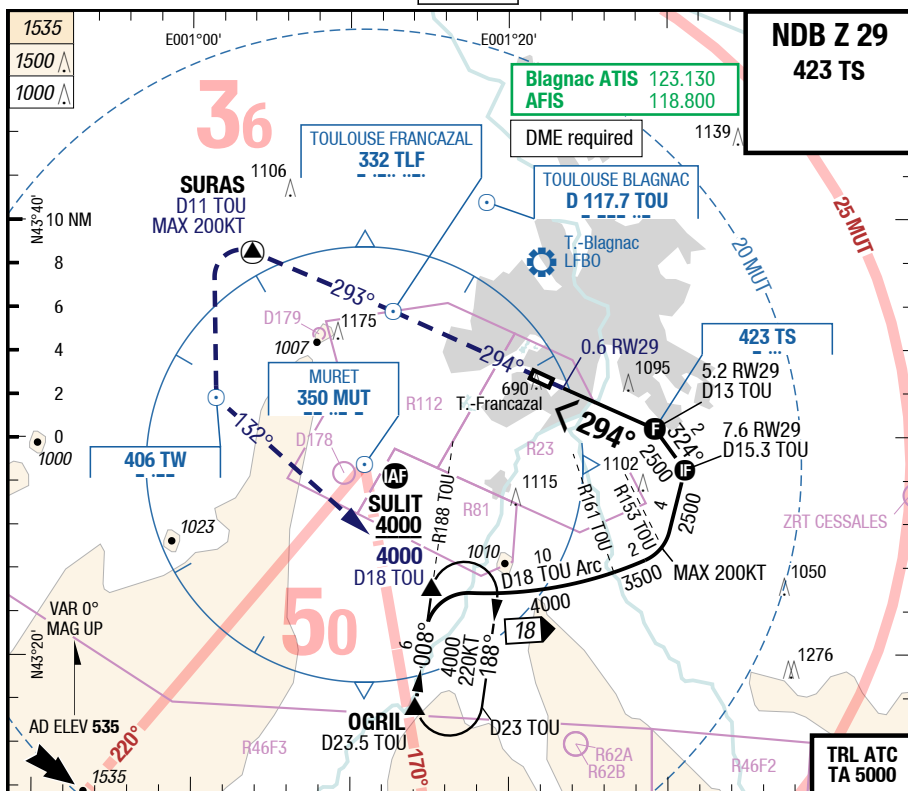 1535
1500
1000
E001°00'
E001°20'
NDB Z 29
423 TS
Blagnac ATIS 123.130
AFIS 118.800
DME required
1139
36
TOULOUSE FRANCAZAL
332 TLF
1106
SURAS
D11 TOU
MAX 200KT
TOULOUSE BLAGNAC
D 117.7 TOU
25 MUT
20 MUT
N43°40'
10 NM
8
6
4
2
0
T.-Blagnac
LFBO
293°
D179
1175
1007
294°
0.6 RW29
423 TS
5.2 RW29
D13 TOU
MURET
350 MUT
690
T.-Francazal
1095
R112
294°
F
2
324°
2500
7.6 RW29
D15.3 TOU
IF
132°
D178
R23
1000
406 TW
IAF
SULIT
4000
4000
D18 TOU
R188 TOU
R81
1115
1102
R161 TOU
R153 TOU
4
2500
ZRT CESSALES
1023
1010
10
D18 TOU Arc
2
3500
MAX 200KT
4000
1050
VAR 0°
MAG UP
50
18
6
008°
4000
220KT
188°
N43°20'
1276
AD ELEV 535
220°
OGRIL
D23.5 TOU
D23 TOU
170°
R46F3
R62A
R62B
R46F2
1535
TRL ATC
TA 5000